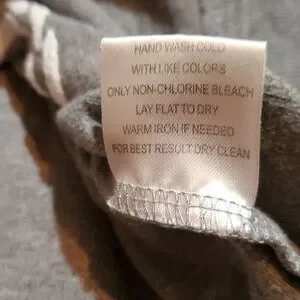 HAND WASH COLD
WITH LIKE COLORS
ONLY NON-CHLORINE BLEACH
LAY FLAT TO DRY
WARM IRON IF NEEDED
FOR BEST RESULT DRY CLEAN